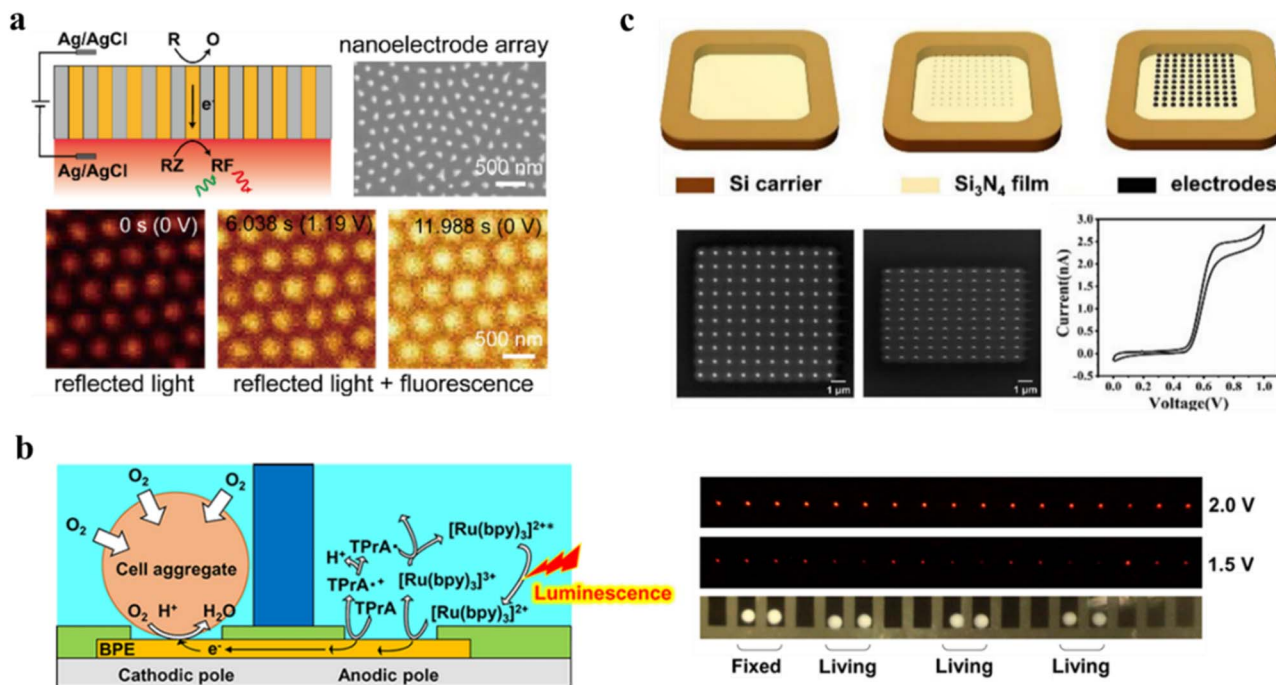 a
Ag/AgCl
R
O
e-
Ag/AgCl
RZ
RF
nanoelectrode array
500 nm
0 s (0 V)
6.038 s (1.19 V)
11.988 s (0 V)
500 nm
reflected light
reflected light + fluorescence
c
Si carrier
Si₃N₄ film
electrodes
1 μm
1 μm
Current(nA)
3.0
2.5
2.0
1.5
1.0
0.5
0.0
-0.5
0.0 0.2 0.4 0.6 0.8 1.0
Voltage(V)
b
O₂
O₂
O₂
Cell aggregate
O₂ H⁺ H₂O
BPE
e-
Cathodic pole
Anodic pole
H⁺
TPrA•
TPrA•⁺
TPrA
[Ru(bpy)₃]²⁺*
[Ru(bpy)₃]³⁺
[Ru(bpy)₃]²⁺
Luminescence
2.0 V
1.5 V
Fixed
Living
Living
Living